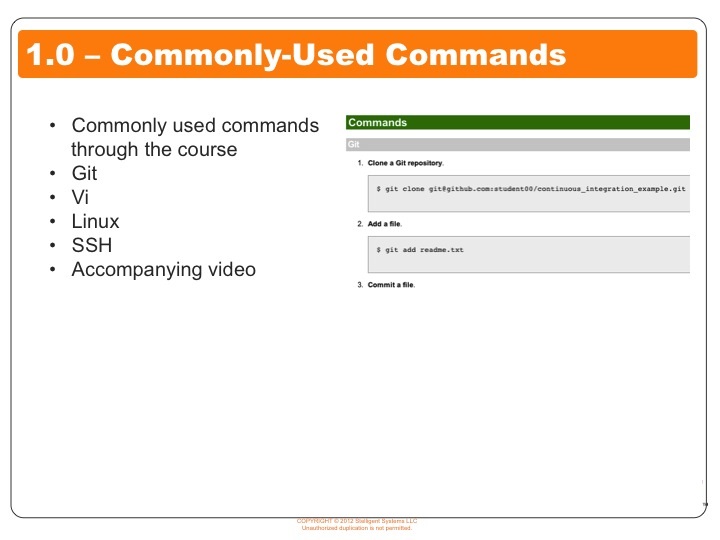 1.0 – Commonly-Used Commands
• Commonly used commands
through the course
• Git
• Vi
• Linux
• SSH
• Accompanying video
Commands
Git
1. Clone a Git repository.
$ git clone git@github.com:student00/continuous_integration_example.git
2. Add a file.
$ git add readme.txt
3. Commit a file.
COPYRIGHT © 2012 Stelligent Systems LLC
Unauthorized duplication is not permitted.